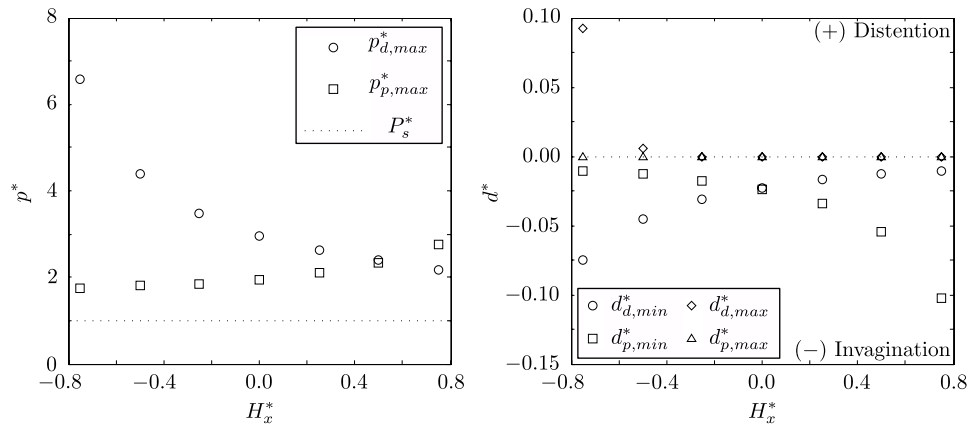 8
6
4
2
0
−0.8
−0.4
0.0
0.4
0.8
p*
H*x
p*d,max
p*p,max
P*s
0.10
0.05
0.00
−0.05
−0.10
−0.15
−0.8
−0.4
0.0
0.4
0.8
d*
H*x
(+) Distention
d*d,min d*d,max
d*p,min d*p,max
(−) Invagination